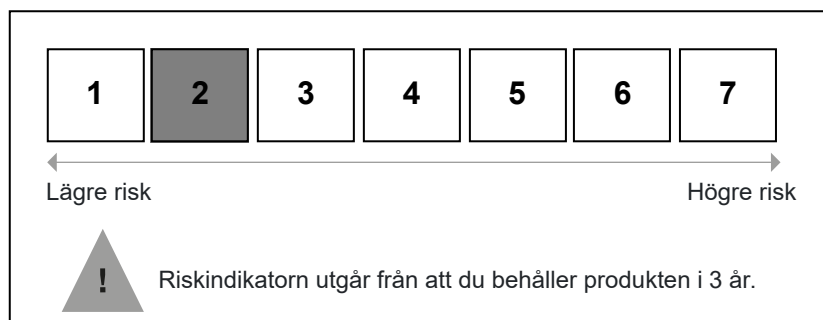 1 2 3 4 5 6 7
Lägre risk Högre risk
! Riskindikatorn utgår från att du behåller produkten i 3 år.